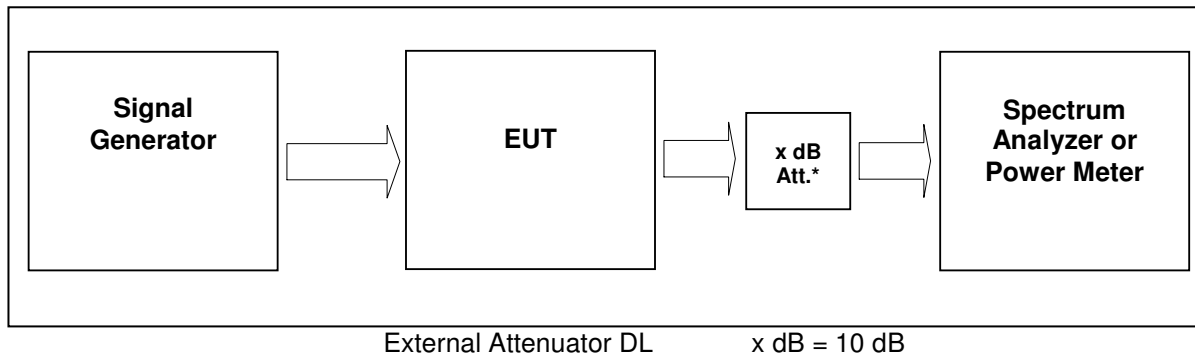 Signal
Generator
EUT
x dB
Att.*
Spectrum
Analyzer or
Power Meter
External Attenuator DL x dB = 10 dB